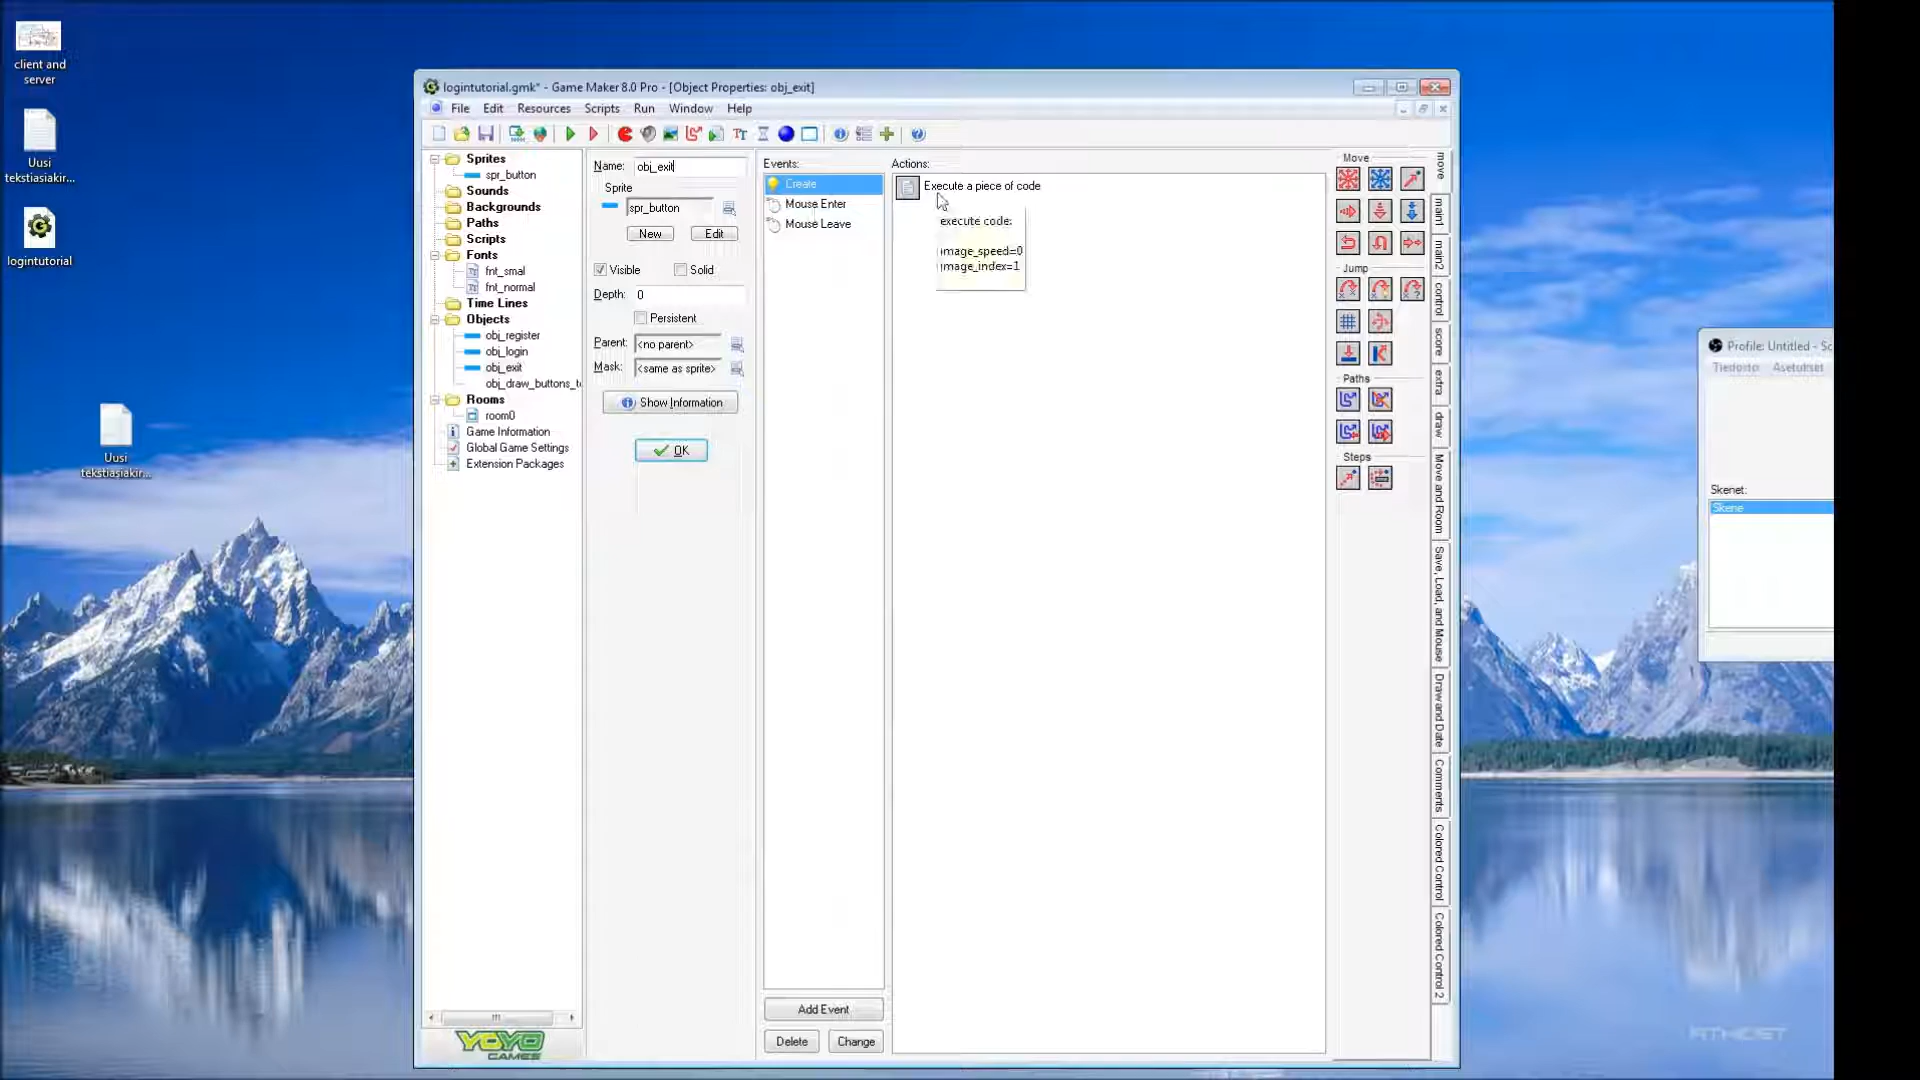 client and
server
Uusi
tekstiasiakir...
logintutorial
Uusi
tekstiasiakir...
logintutorial.gmk* - Game Maker 8.0 Pro - [Object Properties: obj_exit]
File Edit Resources Scripts Run Window Help
Sprites
spr_button
Sounds
Backgrounds
Paths
Scripts
Fonts
fnt_smal
fnt_normal
Time Lines
Objects
obj_register
obj_login
obj_exit
obj_draw_buttons_t
Rooms
room0
Game Information
Global Game Settings
Extension Packages
YOYO
GAMES
Name: obj_exit
Sprite
spr_button
New Edit
Visible Solid
Depth: 0
Persistent
Parent: <no parent>
Mask: <same as sprite>
Show Information
OK
Events:
Create
Mouse Enter
Mouse Leave
Add Event
Delete Change
Actions:
Execute a piece of code
execute code:
image_speed=0
image_index=1
Move
Jump
Paths
Steps
move
main1
main2
control
score
extra
draw
Move and Room
Save, Load, and Mouse
Draw and Date
Comments
Colored Control
Colored Control 2
Profile: Untitled - Sc
Tiedosto Asetukset
Skenet:
Skene